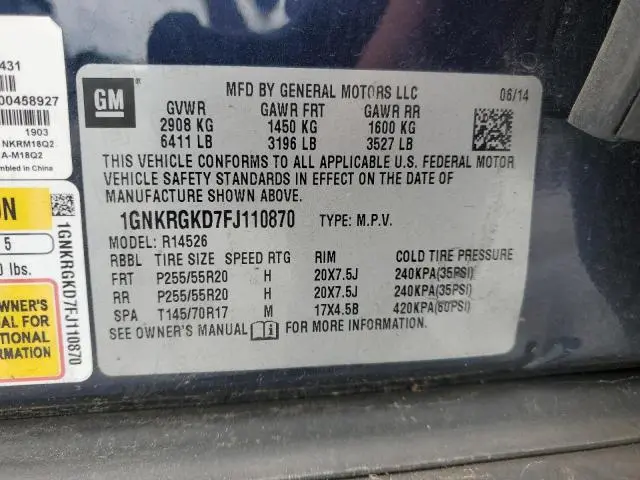 431
00458927
1903
NKRM18Q2
A-M18Q2
mbled in China
ON
5
0 lbs.
OWNER'S
AL FOR
TIONAL
RMATION
1GNKRGKD7FJ110870
GM
MFD BY GENERAL MOTORS LLC 06/14
GVWR GAWR FRT GAWR RR
2908 KG 1450 KG 1600 KG
6411 LB 3196 LB 3527 LB
THIS VEHICLE CONFORMS TO ALL APPLICABLE U.S. FEDERAL MOTOR
VEHICLE SAFETY STANDARDS IN EFFECT ON THE DATE OF
MANUFACTURE SHOWN ABOVE.
1GNKRGKD7FJ110870 TYPE: M.P.V.
MODEL: R14526
RBBL TIRE SIZE SPEED RTG RIM COLD TIRE PRESSURE
FRT P255/55R20 H 20X7.5J 240KPA(35PSI)
RR P255/55R20 H 20X7.5J 240KPA(35PSI)
SPA T145/70R17 M 17X4.5B 420KPA(60PSI)
SEE OWNER'S MANUAL FOR MORE INFORMATION.